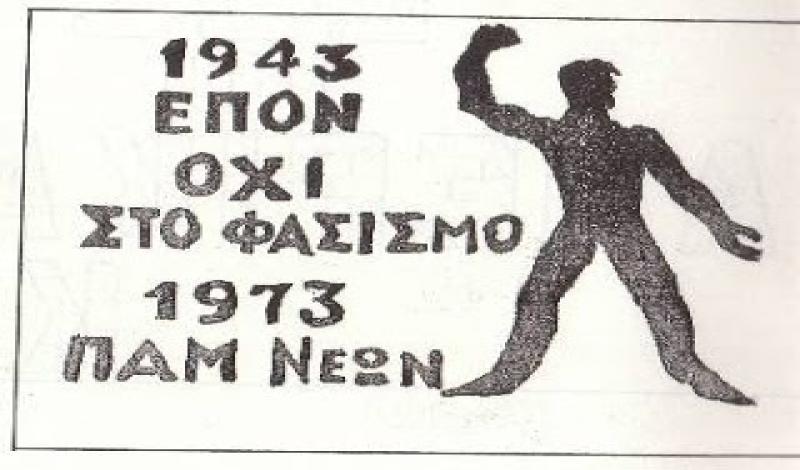 1943
ΕΠΟΝ
ΟΧΙ
ΣΤΟ ΦΑΣΙΣΜΟ
1973
ΠΑΜ ΝΕΩΝ